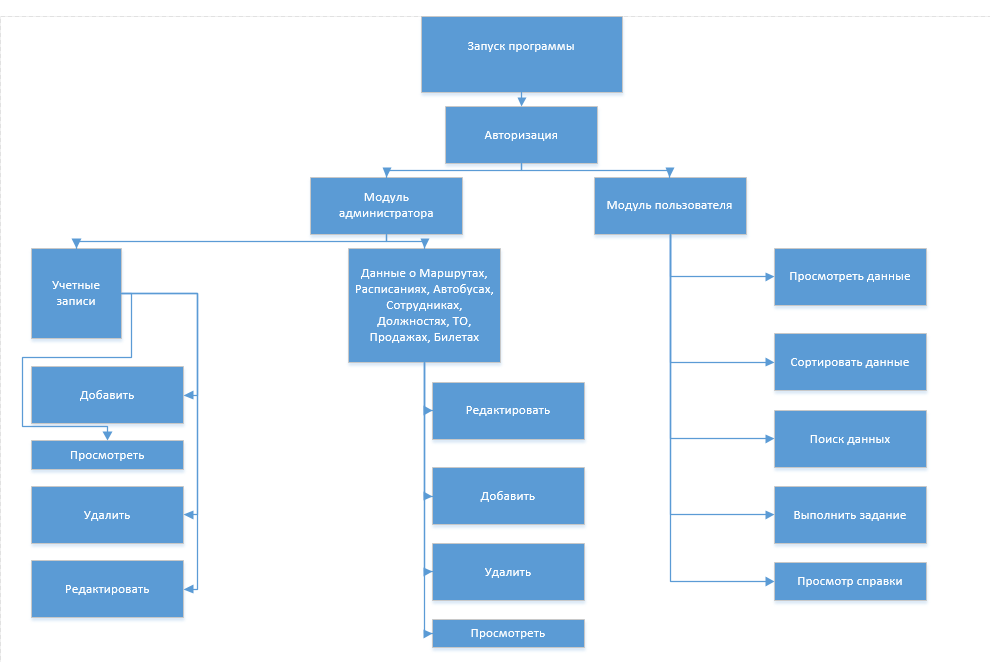 Запуск программы
Авторизация
Модуль
администратора
Модуль пользователя
Учетные
записи
Добавить
Просмотреть
Удалить
Редактировать
Данные о Маршрутах,
Расписаниях, Автобусах,
Сотрудниках,
Должностях, ТО,
Продажах, Билетах
Редактировать
Добавить
Удалить
Просмотреть
Просмотреть данные
Сортировать данные
Поиск данных
Выполнить задание
Просмотр справки